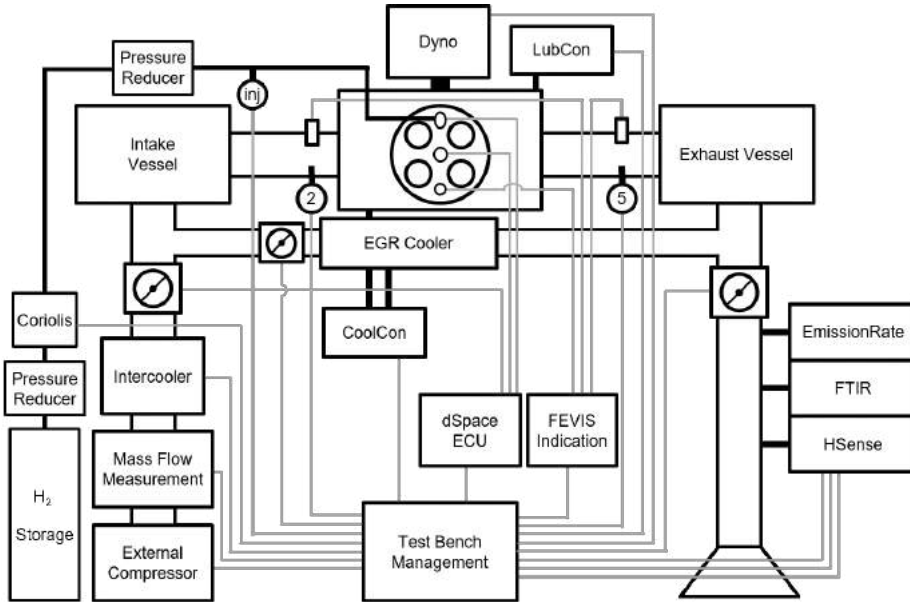 Dyno
LubCon
Pressure
Reducer
inj
Intake
Vessel
Exhaust Vessel
2
5
EGR Cooler
Coriolis
CoolCon
EmissionRate
Pressure
Reducer
Intercooler
FTIR
dSpace
ECU
FEVIS
Indication
HSense
Mass Flow
Measurement
H₂
Storage
External
Compressor
Test Bench
Management